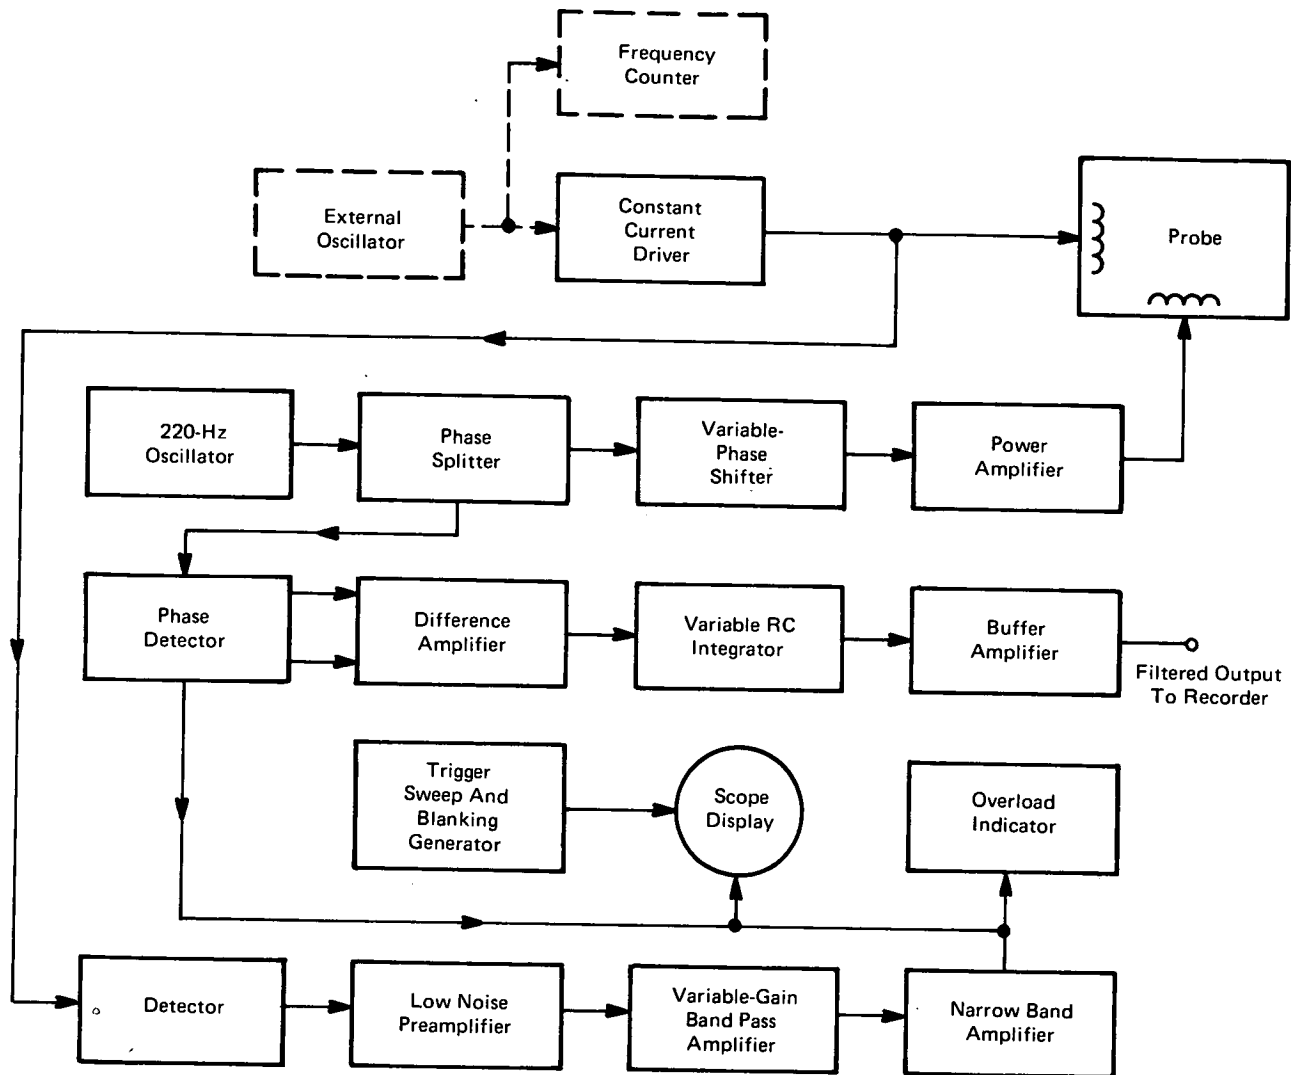 Frequency
Counter
External
Oscillator
Constant
Current
Driver
Probe
220-Hz
Oscillator
Phase
Splitter
Variable-
Phase
Shifter
Power
Amplifier
Phase
Detector
Difference
Amplifier
Variable RC
Integrator
Buffer
Amplifier
Filtered Output
To Recorder
Trigger
Sweep And
Blanking
Generator
Scope
Display
Overload
Indicator
Detector
Low Noise
Preamplifier
Variable-Gain
Band Pass
Amplifier
Narrow Band
Amplifier